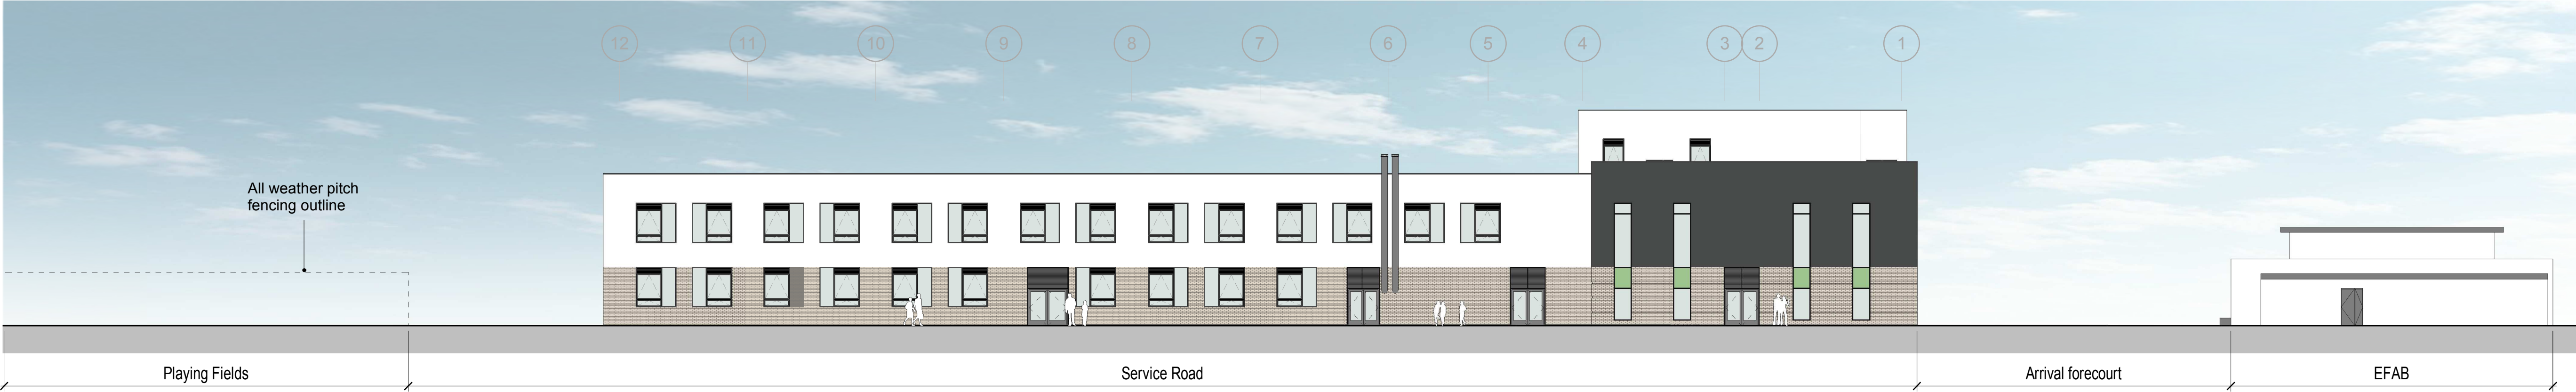 12
11
10
9
8
7
6
5
4
3
2
1
All weather pitch
fencing outline
Playing Fields
Service Road
Arrival forecourt
EFAB